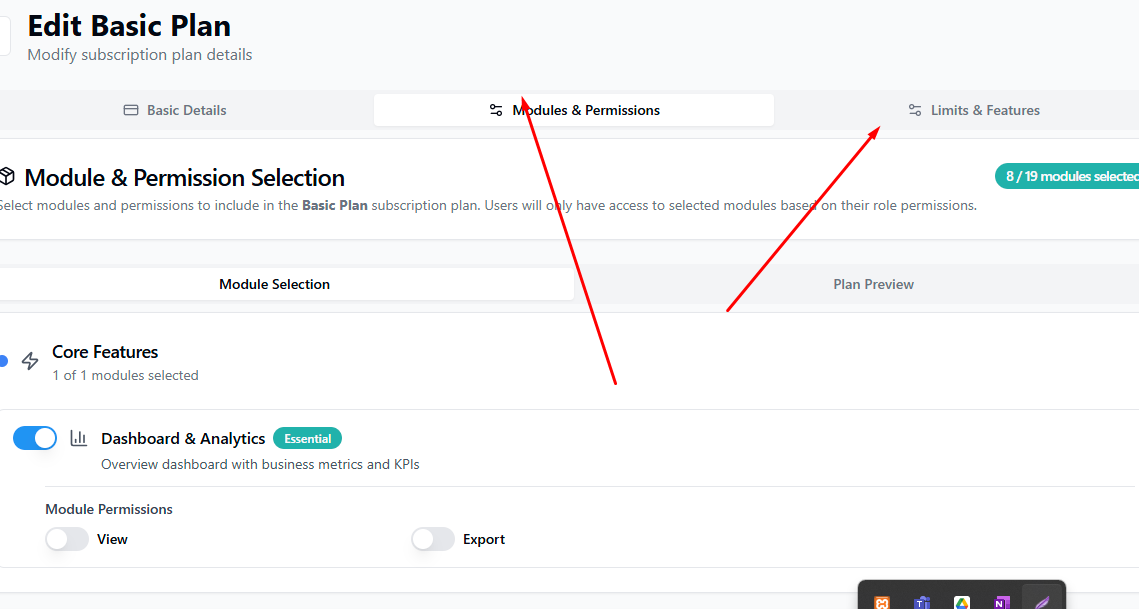 Edit Basic Plan
Modify subscription plan details
Basic Details
Modules & Permissions
Limits & Features
Module & Permission Selection
8 / 19 modules selected
Select modules and permissions to include in the Basic Plan subscription plan. Users will only have access to selected modules based on their role permissions.
Module Selection
Plan Preview
Core Features
1 of 1 modules selected
Dashboard & Analytics
Essential
Overview dashboard with business metrics and KPIs
Module Permissions
View
Export